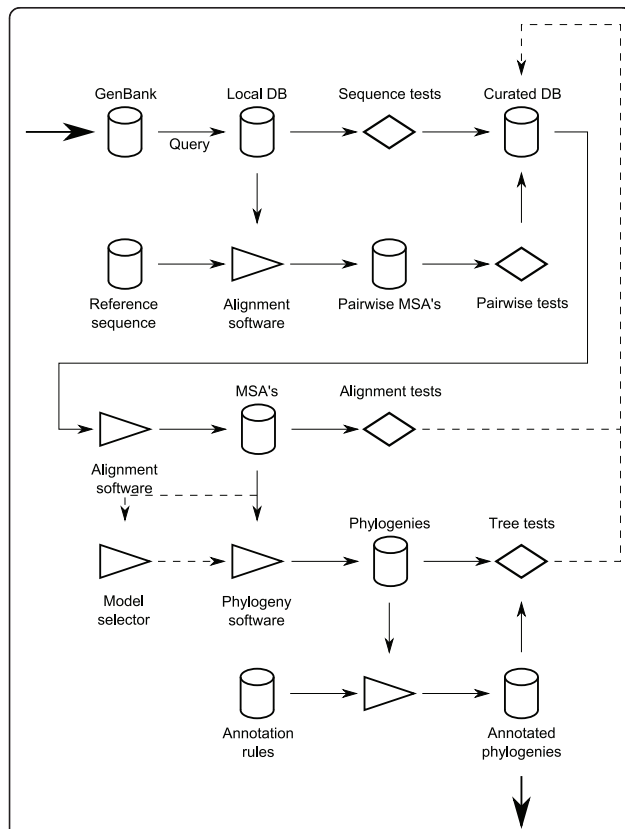 GenBank
Local DB
Sequence tests
Curated DB
Query
Reference
sequence
Alignment
software
Pairwise MSA's
Pairwise tests
MSA's
Alignment tests
Alignment
software
Phylogenies
Tree tests
Model
selector
Phylogeny
software
Annotation
rules
Annotated
phylogenies